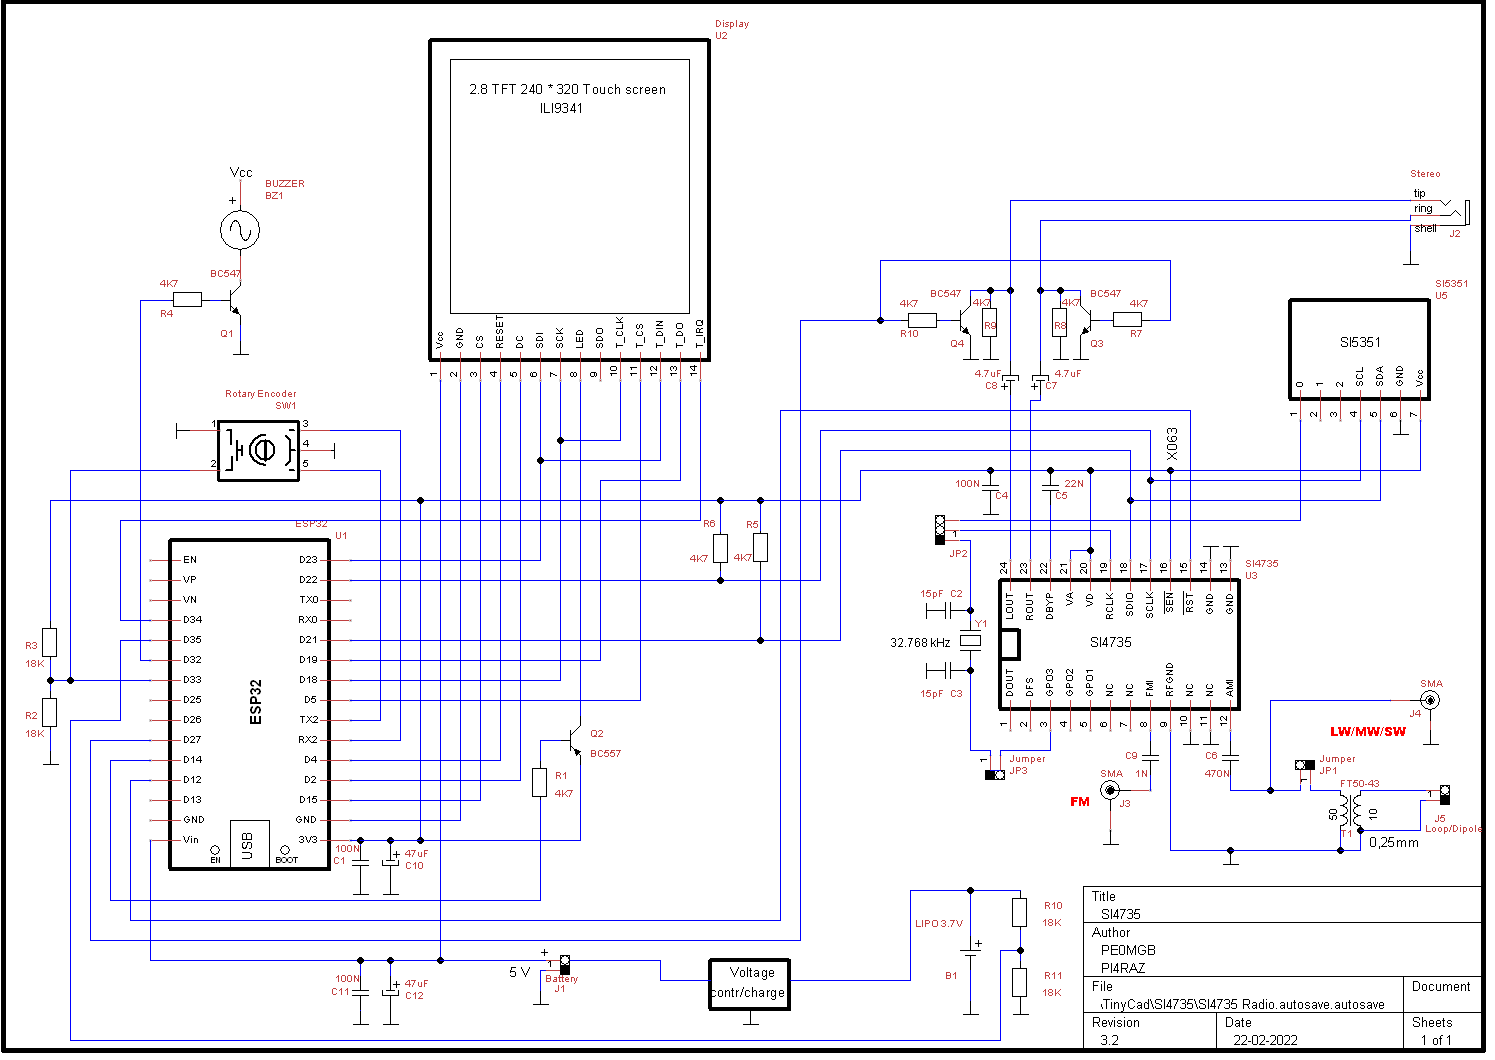 Display
U2
2.8 TFT 240 * 320 Touch screen
ILI9341
Vcc
GND
CS
RESET
DC
SDI
SCK
LED
SDO
T_CLK
T_CS
T_DIN
T_DO
T_IRQ
1
2
3
4
5
6
7
8
9
10
11
12
13
14
Vcc
+
BUZZER
BZ1
BC547
4K7
R4
Q1
Rotary Encoder
SW1
1
2
3
4
5
ESP32
U1
EN
VP
VN
D34
D35
D32
D33
D25
D26
D27
D14
D12
D13
GND
Vin
D23
D22
TX0
RX0
D21
D19
D18
D5
TX2
RX2
D4
D2
D15
GND
3V3
ESP32
USB
EN
BOOT
R3
18K
R2
18K
100N
C1
+
47uF
C10
R1
4K7
Q2
BC557
R6
4K7
R5
4K7
Stereo
tip
ring
shell
J2
BC547
4K7
4K7
R10
R9
Q4
BC547
4K7
4K7
R8
R7
Q3
4.7uF
C8
+
4.7uF
C7
+
SI5351
U5
SI5351
0
1
2
SCL
SDA
GND
Vcc
1
2
3
4
5
6
7
X063
100N
C4
22N
C5
1
JP2
15pF C2
Y1
32.768 kHz
15pF C3
SI4735
U3
24
23
22
21
20
19
18
17
16
15
14
13
LOUT
ROUT
DBYP
VA
VD
RCLK
SDIO
SCLK
SEN
RST
GND
GND
SI4735
DOUT
DFS
GPO3
GPO2
GPO1
NC
NC
FMI
RFGND
NC
NC
AMI
1
2
3
4
5
6
7
8
9
10
11
12
1
Jumper
JP3
C9
1N
C6
470N
SMA
J3
FM
SMA
J4
LW/MW/SW
Jumper
JP1
1
FT50-43
50
10
T1
0,25mm
1
J5
Loop/Dipole
100N
C11
+
47uF
C12
5 V
+
1
Battery
J1
Voltage
contr/charge
LIPO 3.7V
+
B1
R10
18K
R11
18K
Title
SI4735
Author
PE0MGB
PI4RAZ
File
Document
.\TinyCad\SI4735\SI4735 Radio.autosave.autosave
Revision
Date
Sheets
3.2
22-02-2022
1 of 1